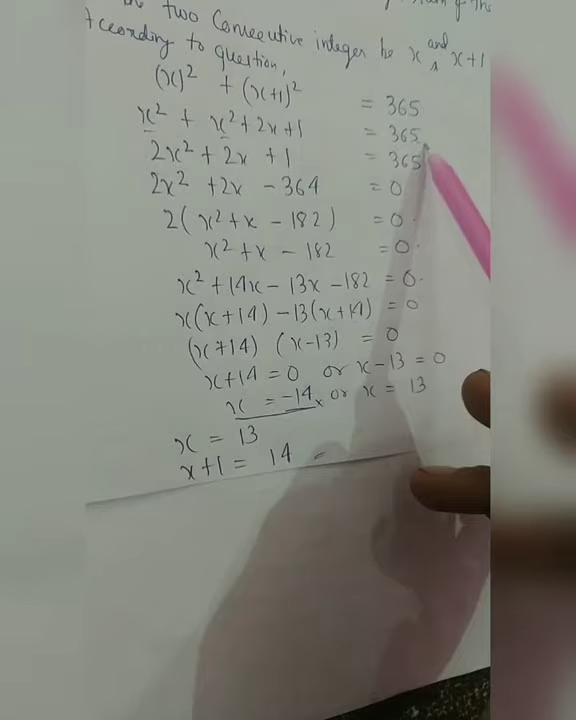 two Consecutive integer be x and x+1
According to question,
(x)² + (x+1)² = 365
x² + x² + 2x + 1 = 365
2x² + 2x + 1 = 365
2x² + 2x - 364 = 0
2(x² + x - 182) = 0
x² + x - 182 = 0
x² + 14x - 13x - 182 = 0
x(x+14) - 13(x+14) = 0
(x+14) (x-13) = 0
x+14 = 0 or x-13 = 0
x = -14 x or x = 13
x = 13
x+1 = 14